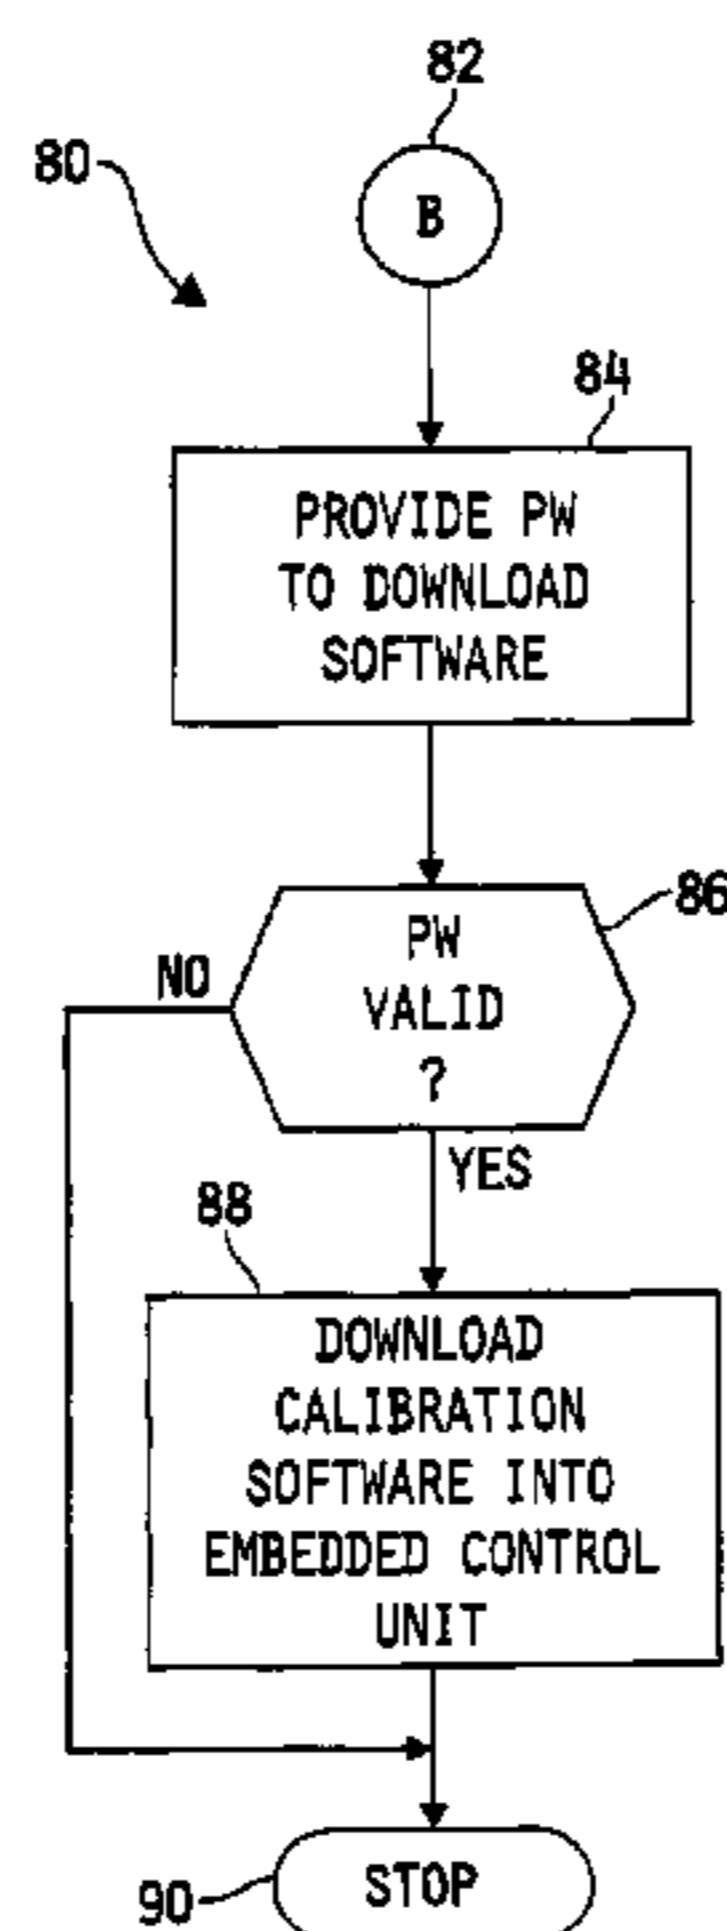 82
80
B
84
PROVIDE PW
TO DOWNLOAD
SOFTWARE
86
PW
VALID
?
NO
YES
88
DOWNLOAD
CALIBRATION
SOFTWARE INTO
EMBEDDED CONTROL
UNIT
STOP
90